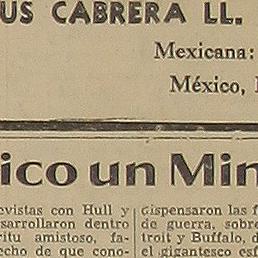 US CABRERA LL.
Mexicana:
México,
ico un Min
evistas con Hull y
sarrollaron dentro
ritu amistoso, fa-
echo de que cono-
dispensaron las f
de guerra, sobre
troit y Buffalo, d
el gigantesco esf